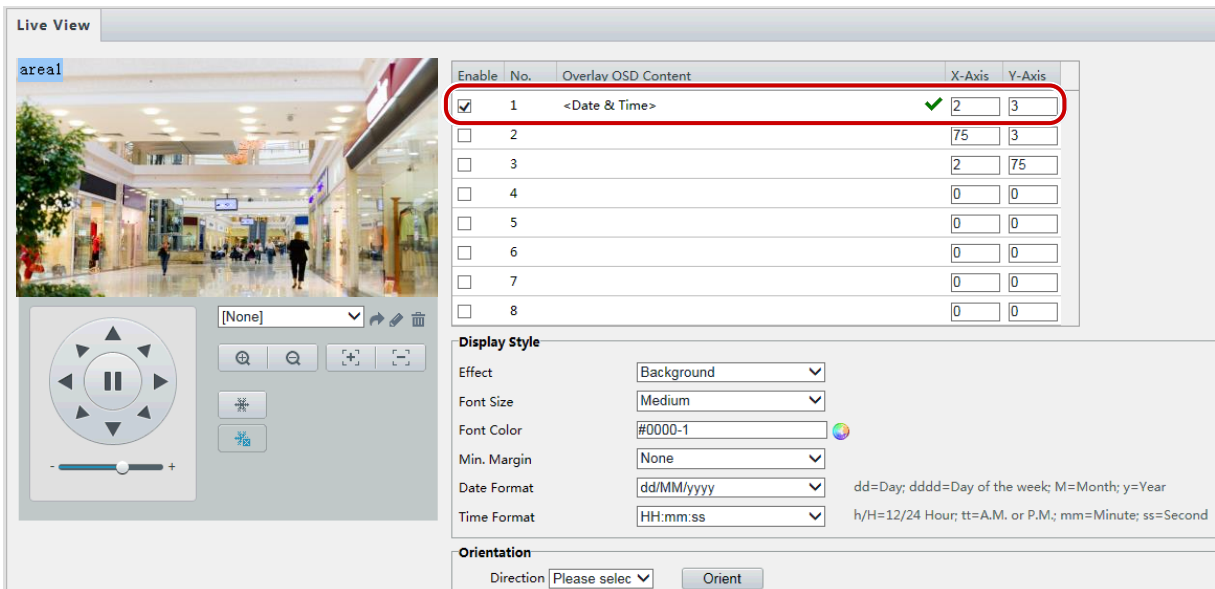 Live View
area1
Enable No. Overlay OSD Content X-Axis Y-Axis
1 <Date & Time> 2 3
2 75 3
3 2 75
4 0 0
5 0 0
6 0 0
7 0 0
8 0 0
[None]
- +
Display Style
Effect Background
Font Size Medium
Font Color #0000-1
Min. Margin None
Date Format dd/MM/yyyy dd=Day; dddd=Day of the week; M=Month; y=Year
Time Format HH:mm:ss h/H=12/24 Hour; tt=A.M. or P.M.; mm=Minute; ss=Second
Orientation
Direction Please selec Orient